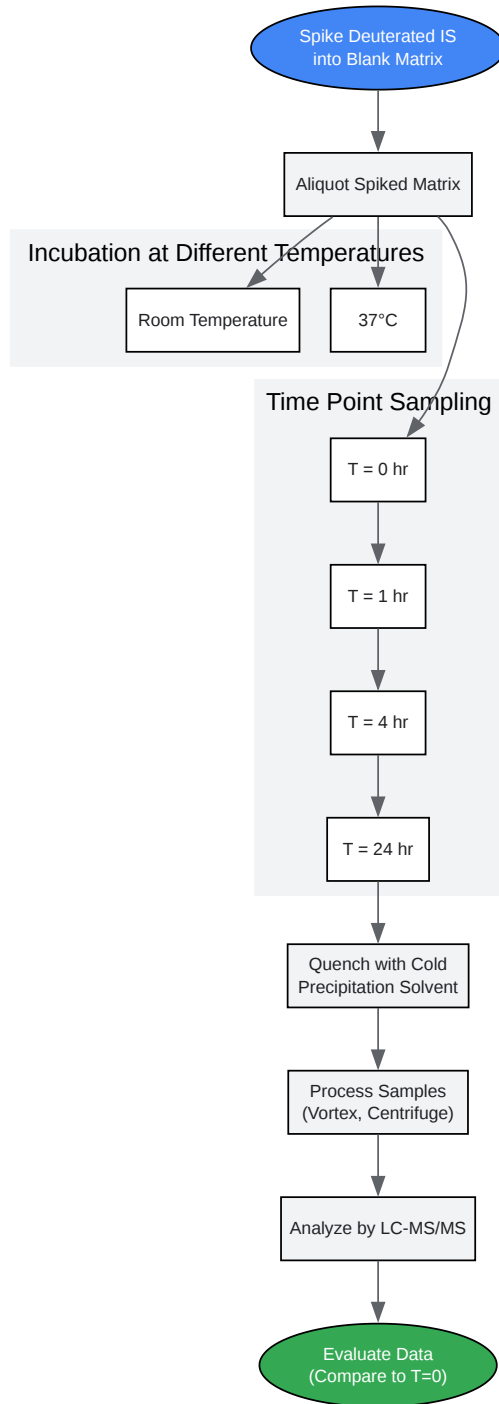 Spike Deuterated IS
into Blank Matrix
Aliquot Spiked Matrix
Incubation at Different Temperatures
Room Temperature
37°C
Time Point Sampling
T = 0 hr
T = 1 hr
T = 4 hr
T = 24 hr
Quench with Cold
Precipitation Solvent
Process Samples
(Vortex, Centrifuge)
Analyze by LC-MS/MS
Evaluate Data
(Compare to T=0)